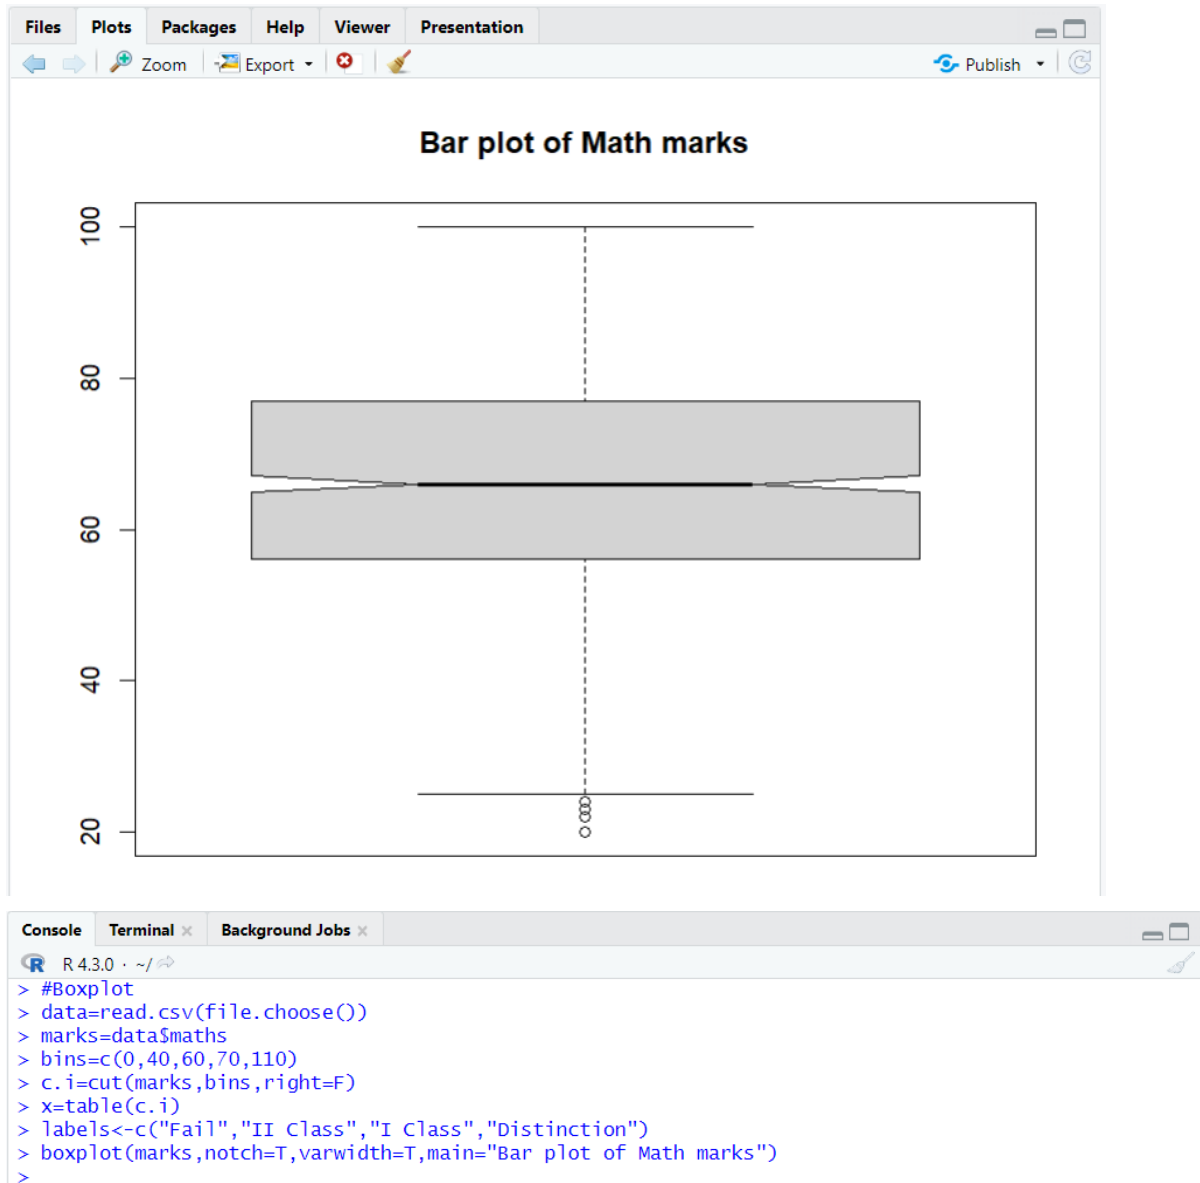 Files Plots Packages Help Viewer Presentation
Zoom Export Publish
Bar plot of Math marks
100
80
60
40
20
Console Terminal Background Jobs
R R 4.3.0 · ~/
> #Boxplot
> data=read.csv(file.choose())
> marks=data$maths
> bins=c(0,40,60,70,110)
> c.i=cut(marks,bins,right=F)
> x=table(c.i)
> labels<-c("Fail","II Class","I Class","Distinction")
> boxplot(marks,notch=T,varwidth=T,main="Bar plot of Math marks")
>